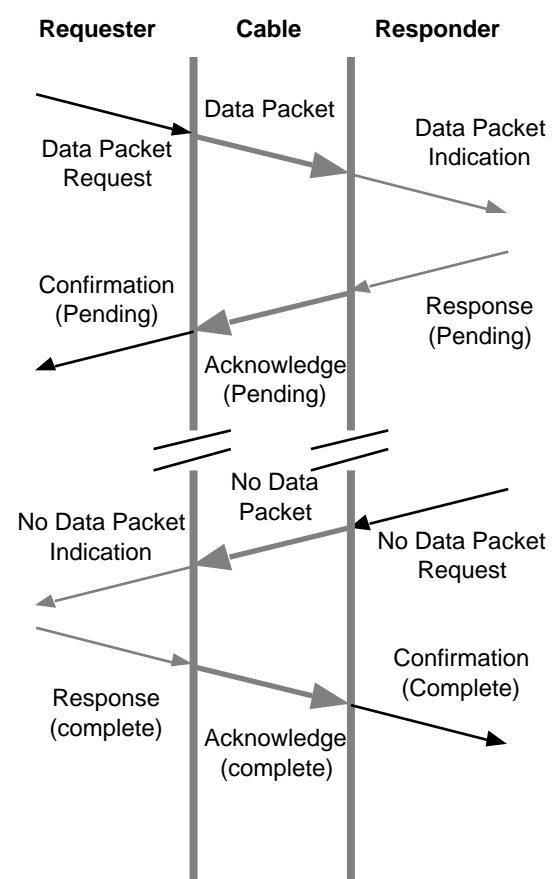 Requester
Cable
Responder
Data Packet
Data Packet
Indication
Data Packet
Request
Confirmation
(Pending)
Response
(Pending)
Acknowledge
(Pending)
No Data
Packet
No Data Packet
Indication
No Data Packet
Request
Confirmation
(Complete)
Response
(complete)
Acknowledge
(complete)